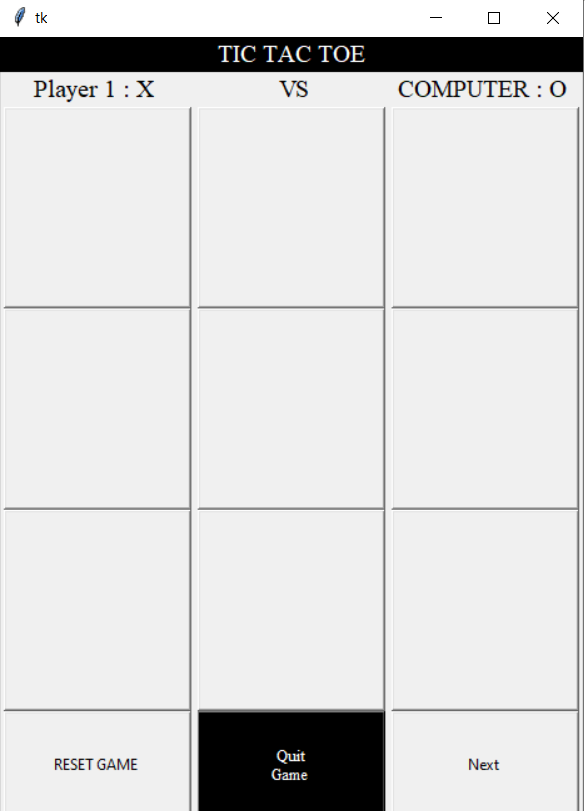 tk
TIC TAC TOE
Player 1 : X
VS
COMPUTER : O
RESET GAME
Quit
Game
Next